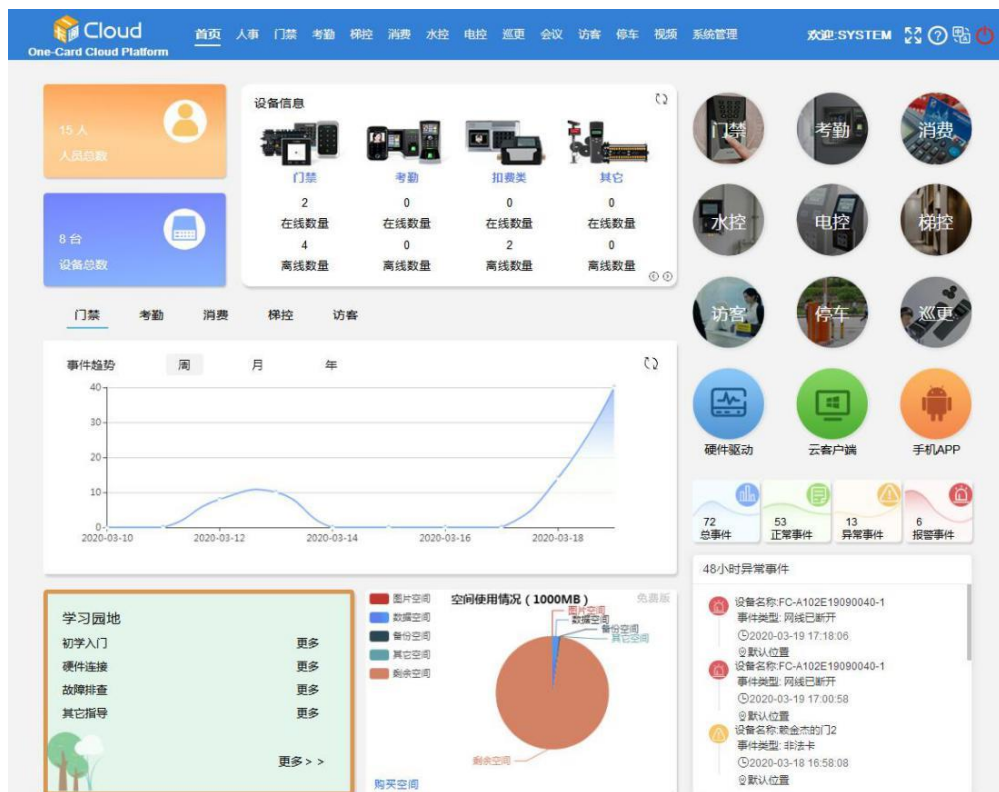 Cloud
One-Card Cloud Platform
首页 人事 门禁 考勤 梯控 消费 水控 电控 巡更 会议 访客 停车 视频 系统管理
欢迎:SYSTEM
15 人
人员总数
8 台
设备总数
设备信息
门禁 考勤 扣费类 其它
2 0 0 0
在线数量 在线数量 在线数量 在线数量
4 0 2 0
离线数量 离线数量 离线数量 离线数量
门禁 考勤 消费
水控 电控 梯控
访客 停车 巡更
硬件驱动 云客户端 手机APP
门禁 考勤 消费 梯控 访客
事件趋势 周 月 年
40
30
20
10
0
2020-03-10 2020-03-12 2020-03-14 2020-03-16 2020-03-18
72 53 13 6
总事件 正常事件 异常事件 报警事件
48小时异常事件
设备名称:FC-A102E19090040-1
事件类型: 网线已断开
2020-03-19 17:18:06
默认位置
设备名称:FC-A102E19090040-1
事件类型: 网线已断开
2020-03-19 17:00:58
默认位置
设备名称:赖金杰的门2
事件类型: 非法卡
2020-03-18 16:58:08
默认位置
学习园地
初学入门 更多
硬件连接 更多
故障排查 更多
其它指导 更多
更多> >
图片空间
数据空间
备份空间
其它空间
剩余空间
空间使用情况（1000MB）
免费版
图片空间
数据空间
备份空间
其它空间
剩余空间
购买空间